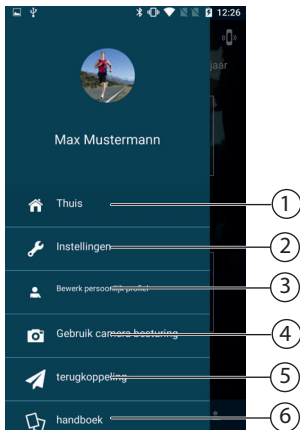 12:26
jaar
Max Mustermann
Thuis 1
Instellingen 2
Bewerk persoonlijk profiel 3
Gebruik camera besturing 4
terugkoppeling 5
handboek 6